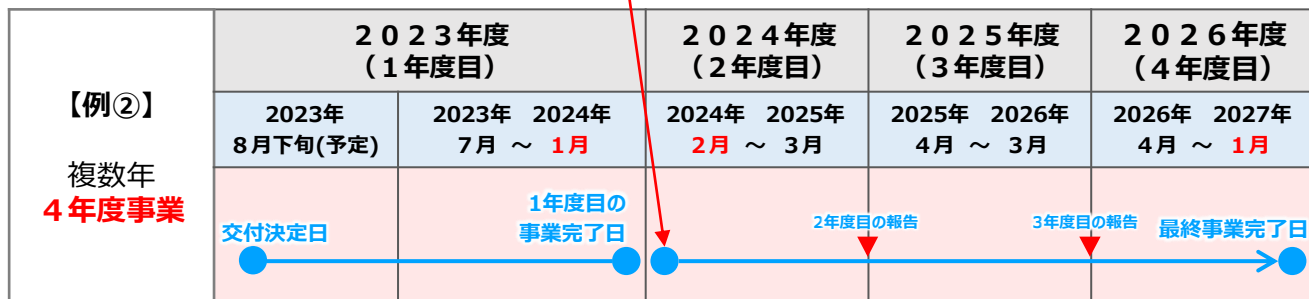 【例②】
複数年
４年度事業
２０２３年度
（１年度目）
２０２４年度
（２年度目）
２０２５年度
（３年度目）
２０２６年度
（４年度目）
2023年
８月下旬(予定)
2023年 2024年
７月 ～ １月
2024年 2025年
２月 ～ ３月
2025年 2026年
４月 ～ ３月
2026年 2027年
４月 ～ １月
交付決定日
1年度目の
事業完了日
2年度目の報告
3年度目の報告
最終事業完了日